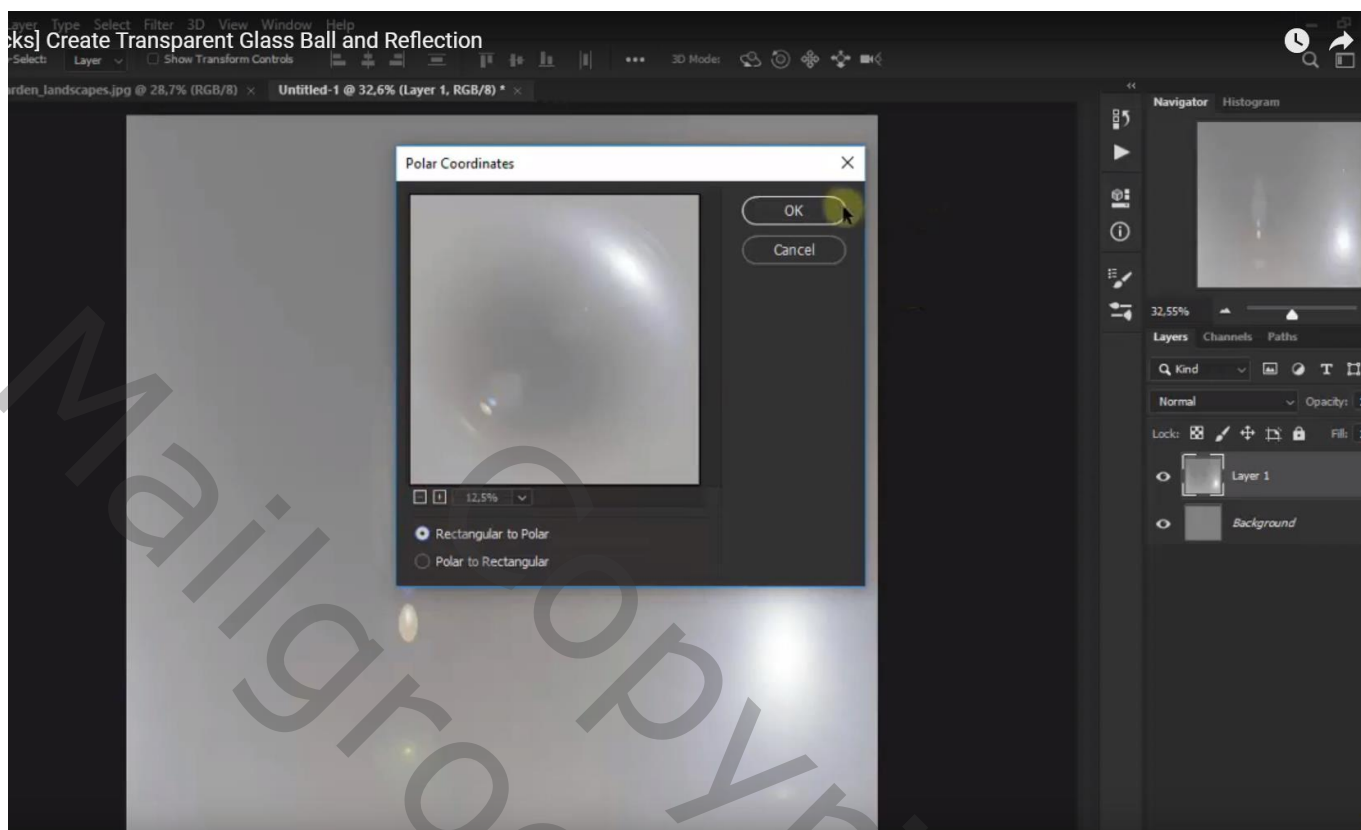 Layer Type Select Filter 3D View Window Help
cks] Create Transparent Glass Ball and Reflection
-Select: Layer Show Transform Controls 3D Mode:
arden_landscapes.jpg @ 28,7% (RGB/8) × Untitled-1 @ 32,6% (Layer 1, RGB/8) * ×
Navigator Histogram
Polar Coordinates
OK
Cancel
32,55%
Layers Channels Paths
Kind
Normal Opacity:
Lock: Fill:
Layer 1
12,5%
Background
Rectangular to Polar
Polar to Rectangular